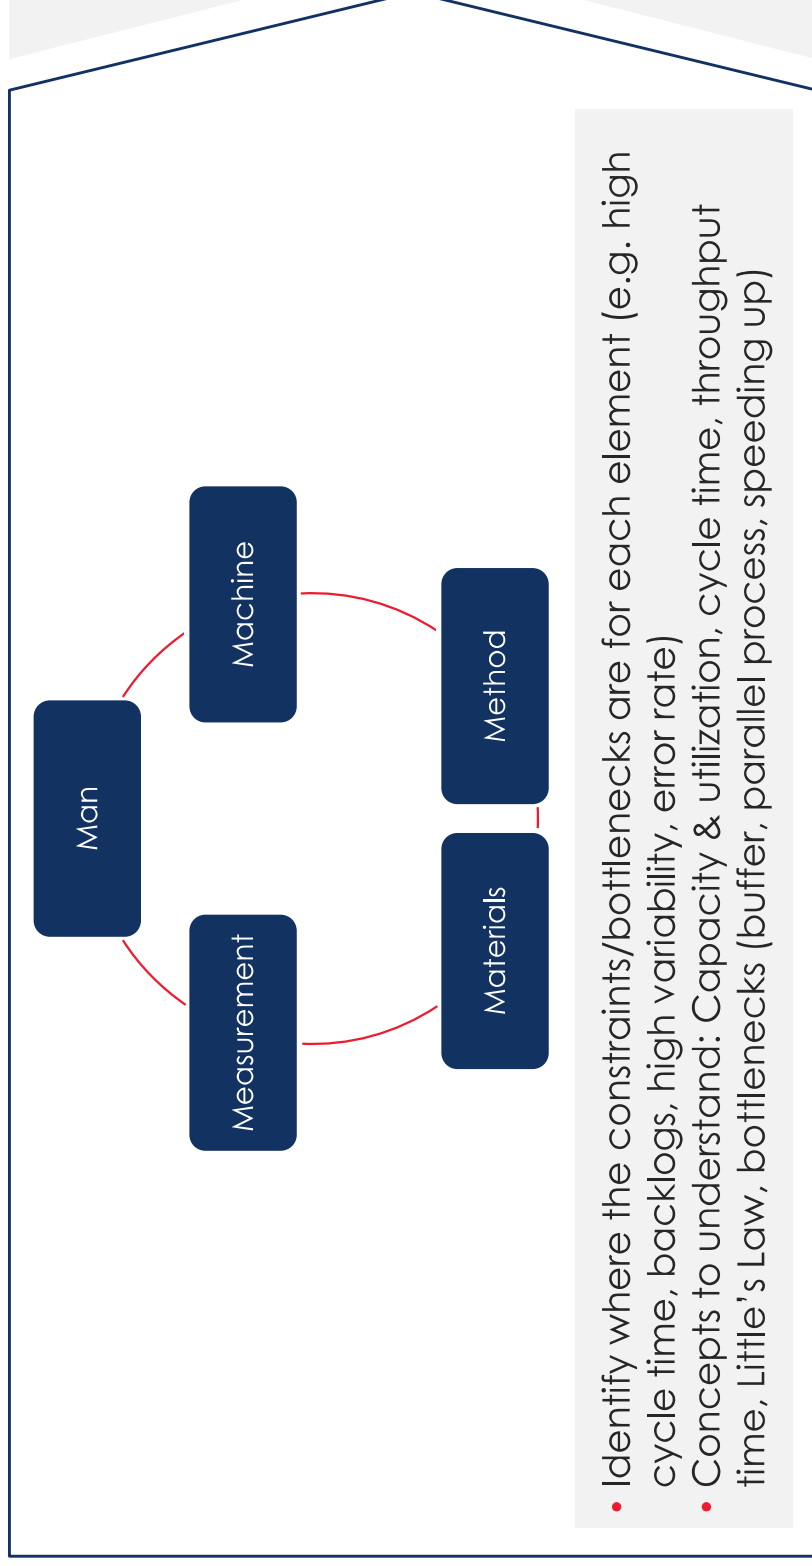 Man
Measurement
Machine
Materials
Method
• Identify where the constraints/bottlenecks are for each element (e.g. high
cycle time, backlogs, high variability, error rate)
• Concepts to understand: Capacity & utilization, cycle time, throughput
time, Little’s Law, bottlenecks (buffer, parallel process, speeding up)